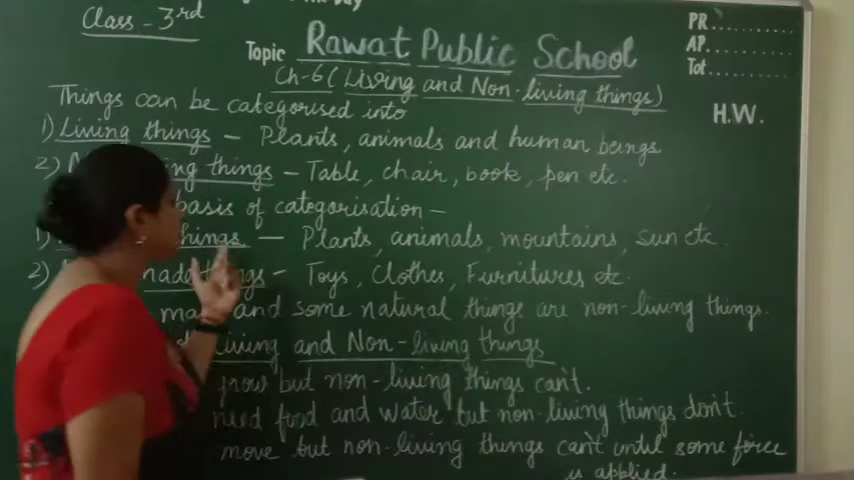 Class - 3rd
PR
AP
Tot
Topic Rawat Public School
Ch-6 (Living and Non-living things)
H.W.
Things can be categorised into
1) Living things - Plants, animals and human beings
2) things - Table, chair, book, pen etc.
basis of categorisation -
1) things - Plants, animals, mountains, Sun etc
2) made things - Toys, Clothes, Furnitures etc.
and some natural things are non-living things.
living and Non-living things
grow but non-living things can't.
need food and water but non-living things don't.
move but non-living things can't until some force
is applied.